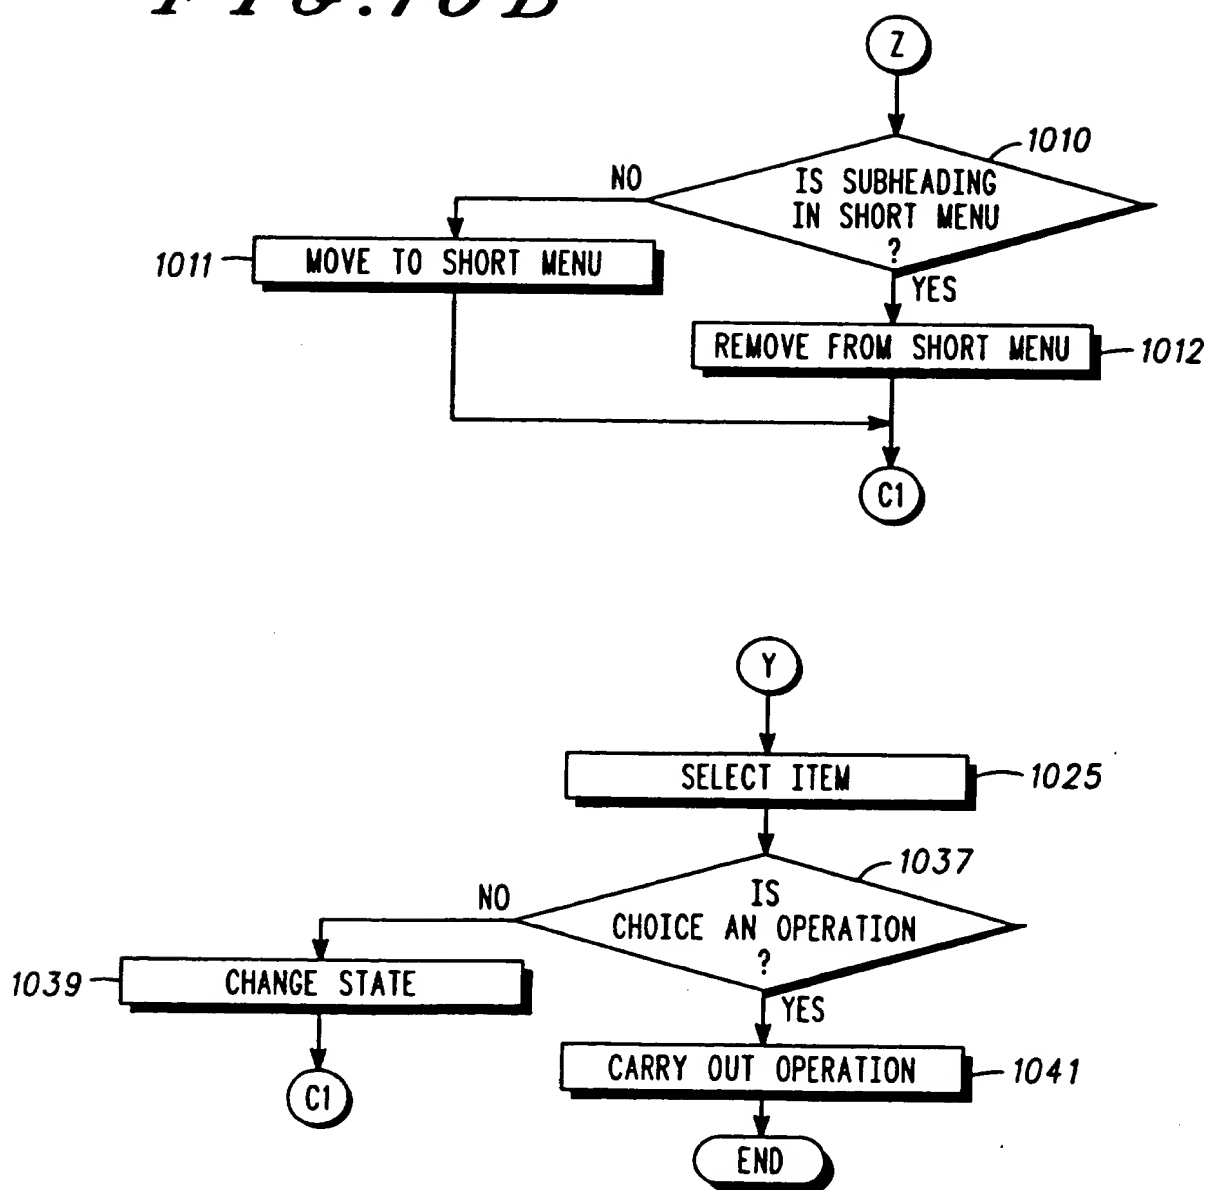 FIG. 10B
Z
1010
NO
IS SUBHEADING
IN SHORT MENU
?
1011
MOVE TO SHORT MENU
YES
REMOVE FROM SHORT MENU
1012
C1
Y
SELECT ITEM
1025
1037
NO
IS
CHOICE AN OPERATION
?
1039
CHANGE STATE
YES
C1
CARRY OUT OPERATION
1041
END